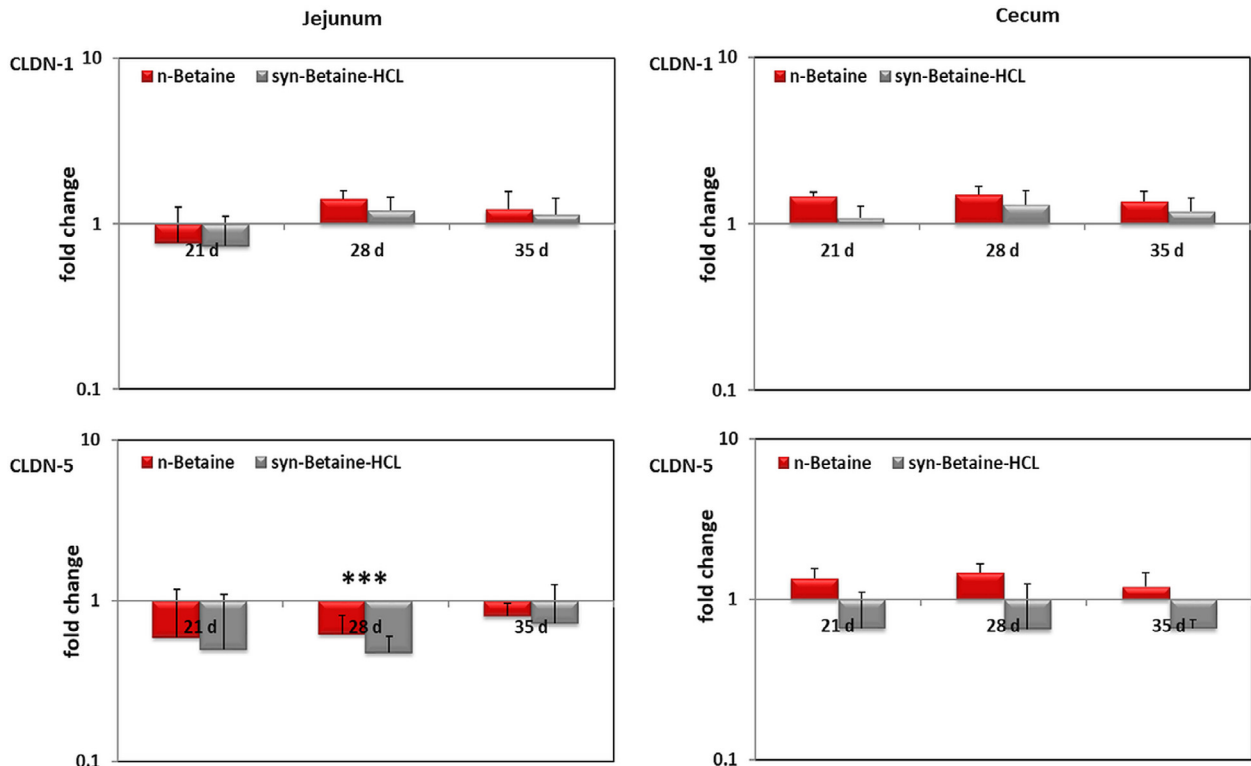 Jejunum
Cecum
CLDN-1
10
n-Betaine
syn-Betaine-HCL
fold change
1
21 d
28 d
35 d
0.1
CLDN-1
10
n-Betaine
syn-Betaine-HCL
fold change
1
21 d
28 d
35 d
0.1
CLDN-5
10
n-Betaine
syn-Betaine-HCL
fold change
***
1
21 d
28 d
35 d
0.1
CLDN-5
10
n-Betaine
syn-Betaine-HCL
fold change
1
21 d
28 d
35 d
0.1